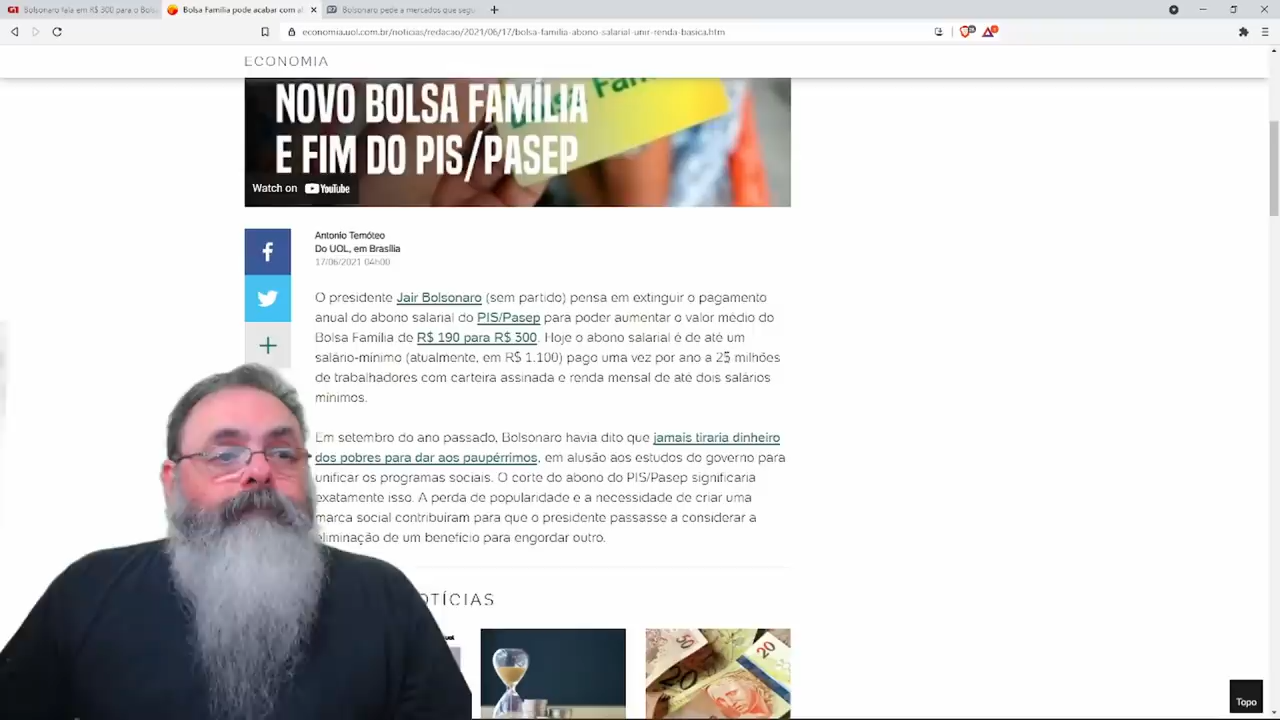 Bolsonaro fala em R$ 300 para o Bols
Bolsa Família pode acabar com al
Bolsonaro pede a mercados que seg
economia.uol.com.br/noticias/redacao/2021/06/17/bolsa-familia-abono-salarial-unir-renda-basica.htm
ECONOMIA
NOVO BOLSA FAMÍLIA
E FIM DO PIS/PASEP
Watch on YouTube
Antonio Temóteo
Do UOL, em Brasília
17/06/2021 04h00
O presidente Jair Bolsonaro (sem partido) pensa em extinguir o pagamento
anual do abono salarial do PIS/Pasep para poder aumentar o valor médio do
Bolsa Família de R$ 190 para R$ 300. Hoje o abono salarial é de até um
salário-mínimo (atualmente, em R$ 1.100) pago uma vez por ano a 25 milhões
de trabalhadores com carteira assinada e renda mensal de até dois salários
mínimos.
Em setembro do ano passado, Bolsonaro havia dito que jamais tiraria dinheiro
dos pobres para dar aos paupérrimos, em alusão aos estudos do governo para
unificar os programas sociais. O corte do abono do PIS/Pasep significaria
exatamente isso. A perda de popularidade e a necessidade de criar uma
marca social contribuíram para que o presidente passasse a considerar a
eliminação de um benefício para engordar outro.
OTÍCIAS
Topo